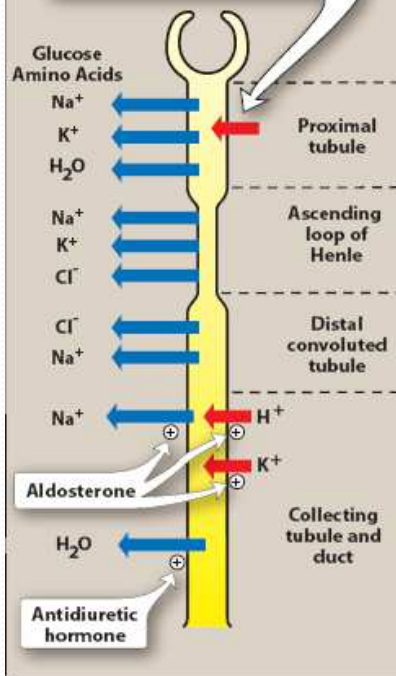 Glucose
Amino Acids
Na⁺
K⁺
H₂O
Proximal
tubule
Na⁺
K⁺
Cl⁻
Ascending
loop of
Henle
Cl⁻
Na⁺
Distal
convoluted
tubule
Na⁺
H⁺
+
+
K⁺
+
Aldosterone
Collecting
tubule and
duct
H₂O
+
Antidiuretic
hormone